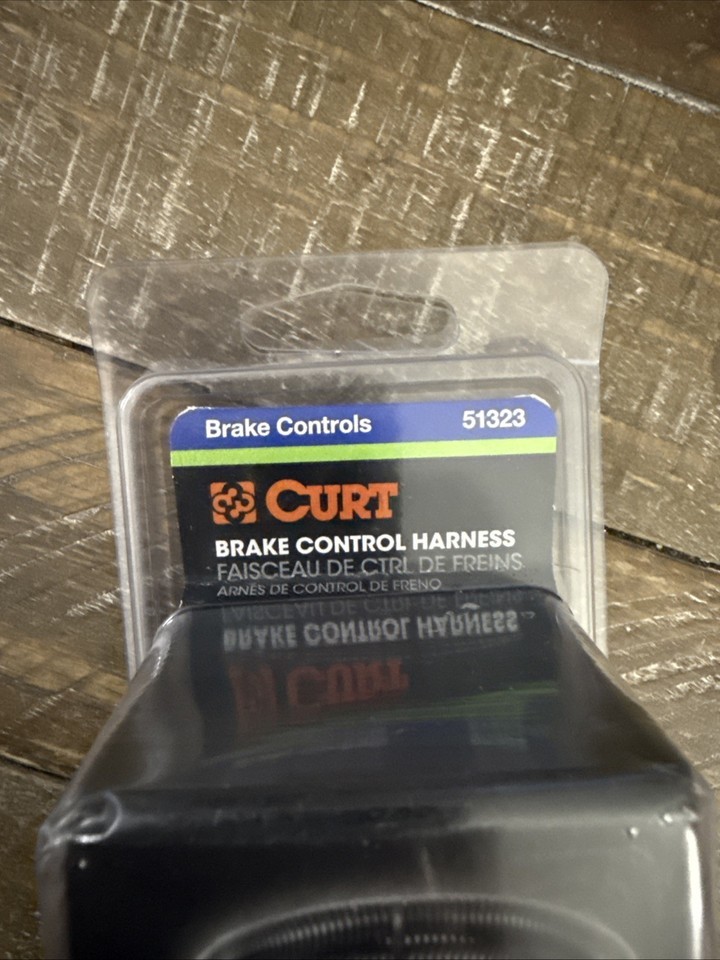 Brake Controls 51323
CURT
BRAKE CONTROL HARNESS
FAISCEAU DE CTRL DE FREINS
ARNÉS DE CONTROL DE FRENO